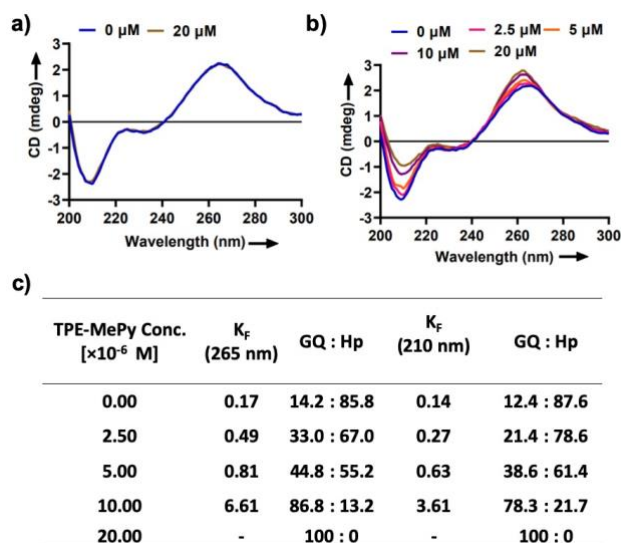 a)
0 µM 20 µM
CD (mdeg)
3
2
1
0
-1
-2
-3
200 220 240 260 280 300
Wavelength (nm)
b)
0 µM 2.5 µM 5 µM
10 µM 20 µM
CD (mdeg)
3
2
1
0
-1
-2
-3
200 220 240 260 280 300
Wavelength (nm)
c)
TPE-MePy Conc. [×10⁻⁶ M] K_F (265 nm) GQ : Hp K_F (210 nm) GQ : Hp
0.00 0.17 14.2 : 85.8 0.14 12.4 : 87.6
2.50 0.49 33.0 : 67.0 0.27 21.4 : 78.6
5.00 0.81 44.8 : 55.2 0.63 38.6 : 61.4
10.00 6.61 86.8 : 13.2 3.61 78.3 : 21.7
20.00 - 100 : 0 - 100 : 0